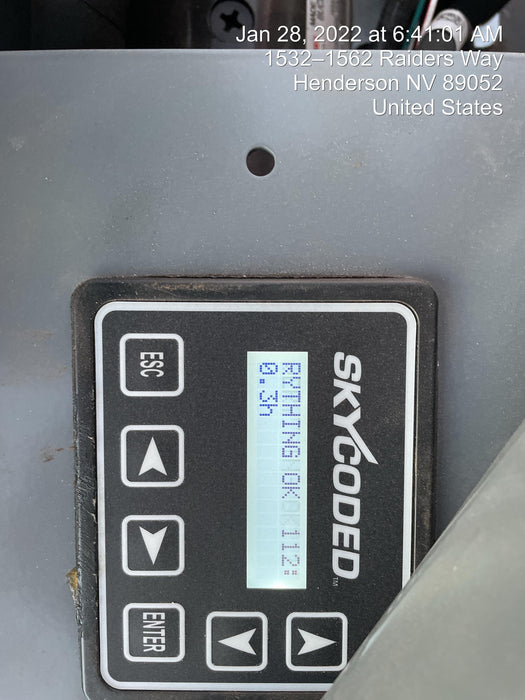 Jan 28, 2022 at 6:41:01 AM
1532–1562 Raiders Way
Henderson NV 89052
United States
SKYCODED™
RYTHING OK 112:
0.3h
ESC
ENTER